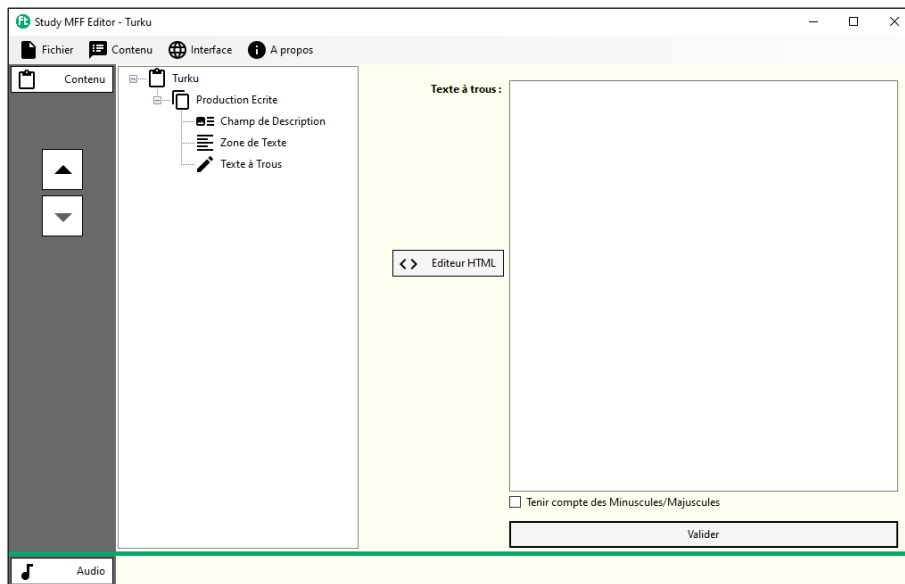 ft Study MFF Editor - Turku
Fichier Contenu Interface A propos
Contenu
Turku
Production Ecrite
Champ de Description
Zone de Texte
Texte à Trous
Texte à trous :
Editeur HTML
Tenir compte des Minuscules/Majuscules
Valider
Audio